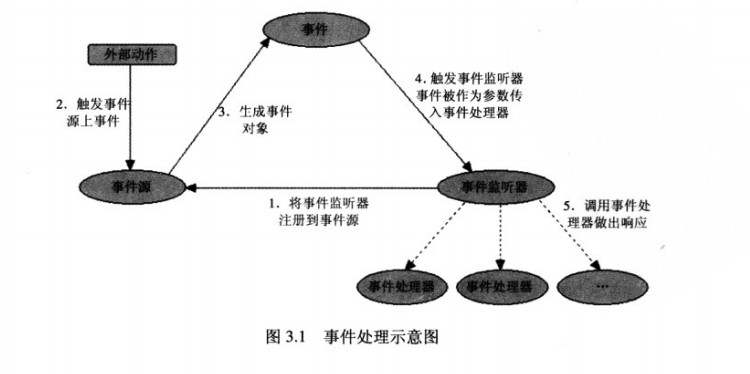 事件
外部动作
2. 触发事件
源上事件
3. 生成事件
对象
4.触发事件监听器
事件被作为参数传
入事件处理器
事件源
事件监听器
1. 将事件监听器
注册到事件源
5. 调用事件处
理器做出响应
事件处理器
事件处理器
…
图 3.1 事件处理示意图